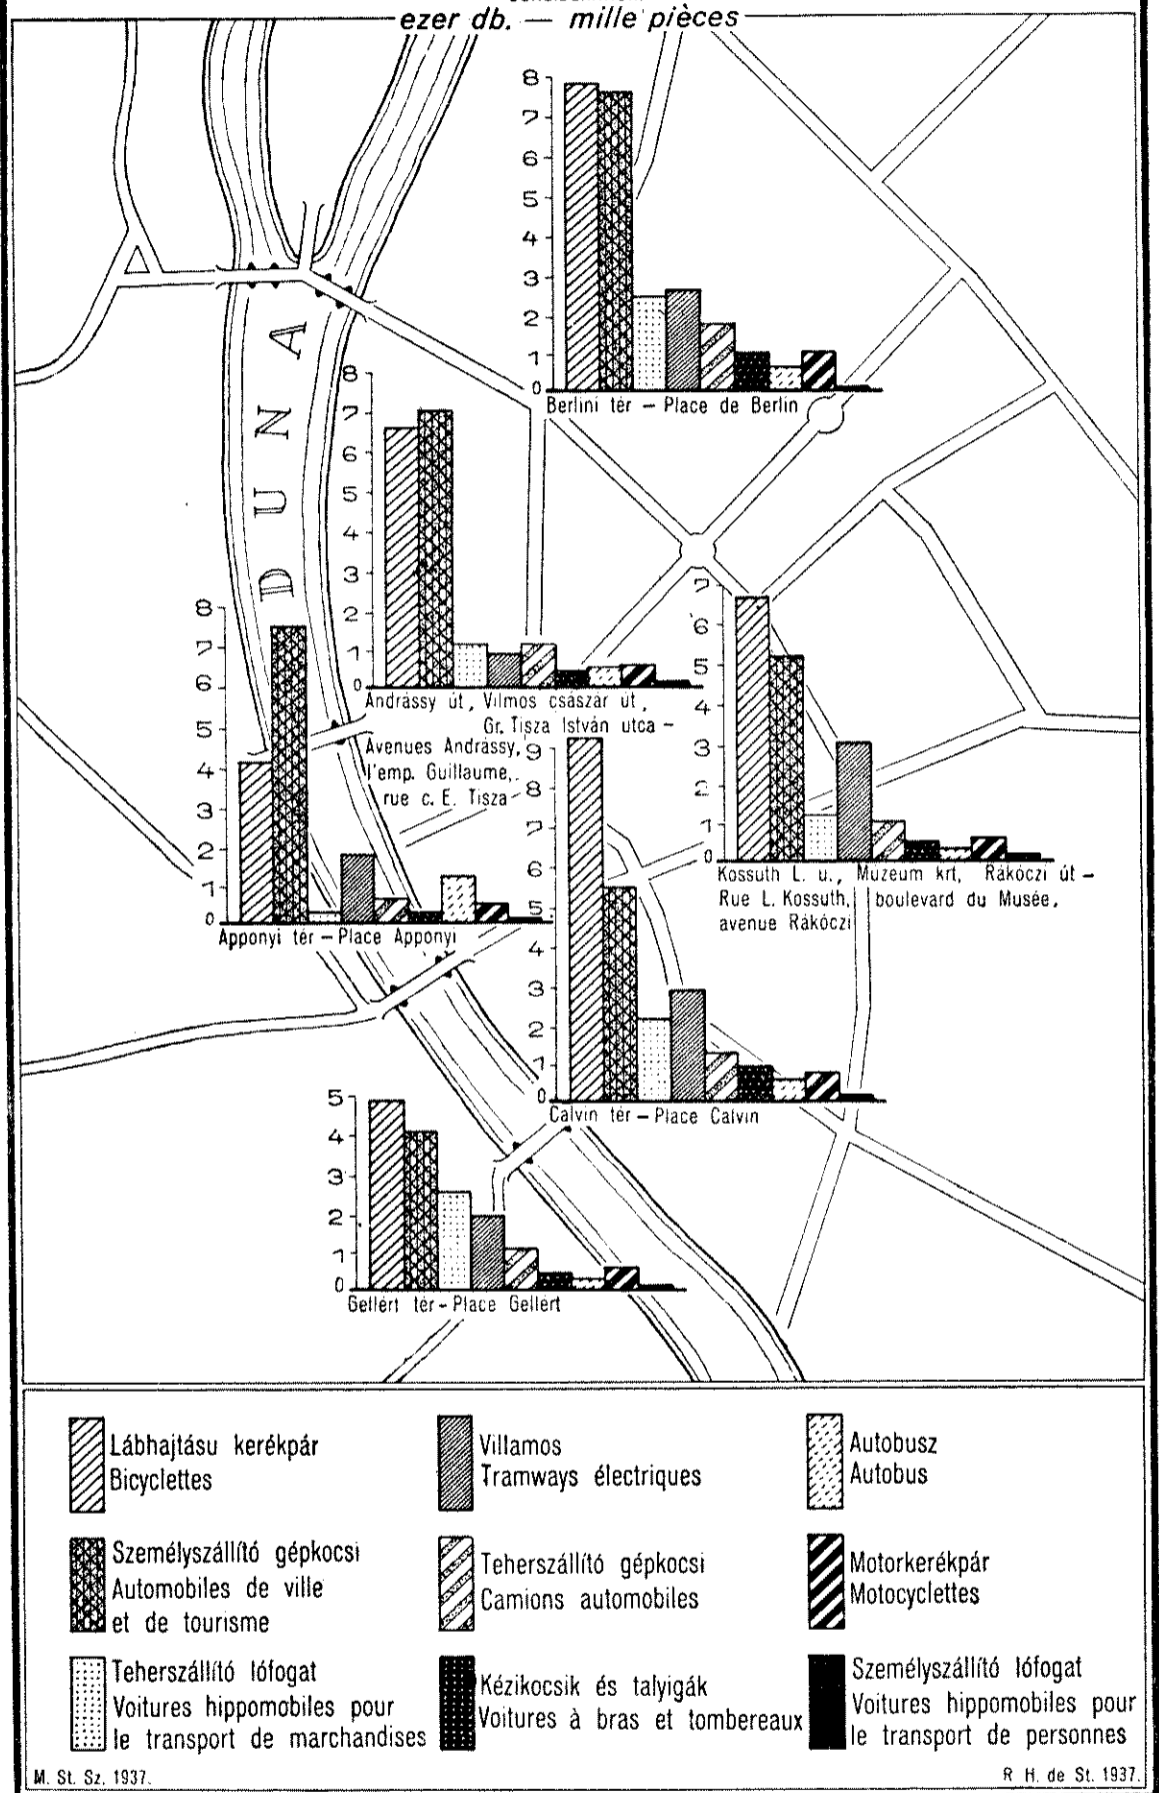 ezer db. — mille pièces
8
7
6
5
4
3
2
1
0
Berlini tér – Place de Berlin
8
7
6
5
4
3
2
1
0
Andrássy út, Vilmos császár út,
Gr. Tisza István utca –
Avenues Andrássy,
l'emp. Guillaume,
rue c. E. Tisza
DUNA
8
7
6
5
4
3
2
1
0
Apponyi tér – Place Apponyi
7
6
5
4
3
2
1
0
Kossuth L. u., Múzeum krt, Rákóczi út –
Rue L. Kossuth, boulevard du Musée,
avenue Rákóczi
9
8
7
6
5
4
3
2
1
0
Calvin tér – Place Calvin
5
4
3
2
1
0
Gellért tér – Place Gellért
Lábhajtásu kerékpár
Bicyclettes
Személyszállító gépkocsi
Automobiles de ville
et de tourisme
Teherszállító lófogat
Voitures hippomobiles pour
le transport de marchandises
Villamos
Tramways électriques
Teherszállító gépkocsi
Camions automobiles
Kézikocsik és talyigák
Voitures à bras et tombereaux
Autobusz
Autobus
Motorkerékpár
Motocyclettes
Személyszállító lófogat
Voitures hippomobiles pour
le transport de personnes
M. St. Sz. 1937.
R. H. de St. 1937.